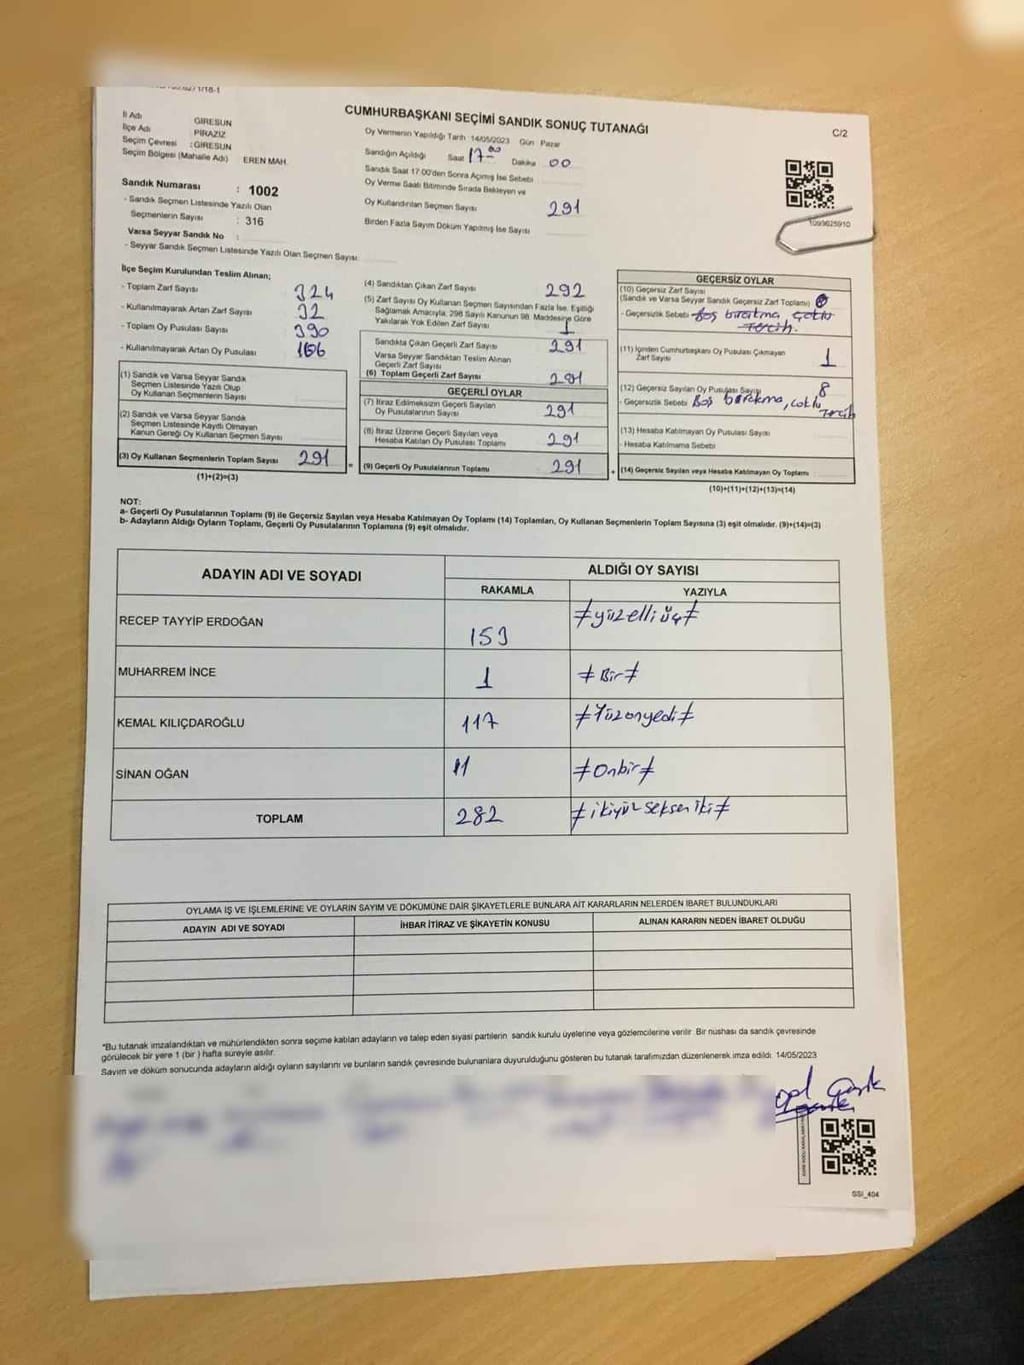 CUMHURBAŞKANI SEÇİMİ SANDIK SONUÇ TUTANAĞI
C/2
İl Adı GİRESUN
İlçe Adı PİRAZİZ
Seçim Çevresi :GİRESUN
Seçim Bölgesi (Mahalle Adı) EREN MAH.
Sandık Numarası : 1002
- Sandık Seçmen Listesinde Yazılı Olan
Seçmenlerin Sayısı : 316
Varsa Seyyar Sandık No :
- Seyyar Sandık Seçmen Listesinde Yazılı Olan Seçmen Sayısı:
Oy Vermenin Yapıldığı Tarih 14/05/2023 Gün Pazar
Sandığın Açıldığı Saat 17-00 Dakika 00
Sandık Saat 17.00'den Sonra Açımış İse Sebebi
Oy Verme Saati Bitiminde Sırada Bekleyen ve
Oy Kullandırılan Seçmen Sayısı 291
Birden Fazla Sayım Döküm Yapılmış İse Sayısı
1099625910
İlçe Seçim Kurulundan Teslim Alınan;
- Toplam Zarf Sayısı 324
- Kullanılmayarak Artan Zarf Sayısı 32
- Toplam Oy Pusulası Sayısı 390
- Kullanılmayarak Artan Oy Pusulası
(1) Sandık ve Varsa Seyyar Sandık
Seçmen Listesinde Yazılı Olup
Oy Kullanan Seçmenlerin Sayısı
(2) Sandık ve Varsa Seyyar Sandık
Seçmen Listesinde Kayıtlı Olmayan
Kanun Gereği Oy Kullanan Seçmen Sayısı
(3) Oy Kullanan Seçmenlerin Toplam Sayısı 291
(1)+(2)=(3)
(4) Sandıktan Çıkan Zarf Sayısı 292
(5) Zarf Sayısı Oy Kullanan Seçmen Sayısından Fazla İse, Eşitliği
Sağlamak Amacıyla, 298 Sayılı Kanunun 98. Maddesine Göre
Yakılarak Yok Edilen Zarf Sayısı 1
Sandıkta Çıkan Geçerli Zarf Sayısı 291
Varsa Seyyar Sandıktan Teslim Alınan
Geçerli Zarf Sayısı
(6) Toplam Geçerli Zarf Sayısı 291
GEÇERLİ OYLAR
(7) İtiraz Edilmeksizin Geçerli Sayılan
Oy Pusulalarının Sayısı 291
(8) İtiraz Üzerine Geçerli Sayılan veya
Hesaba Katılan Oy Pusulası Toplamı 291
= (9) Geçerli Oy Pusulalarının Toplamı 291
GEÇERSİZ OYLAR
(10) Geçersiz Zarf Sayısı
(Sandık ve Varsa Seyyar Sandık Geçersiz Zarf Toplamı)
- Geçersizlik Sebebi Boş bırakma çoklu
Tercih.
(11) İçinden Cumhurbaşkanı Oy Pusulası Çıkmayan
Zarf Sayısı 1
(12) Geçersiz Sayılan Oy Pusulası Sayısı 8
- Geçersizlik Sebebi Boş bırakma, çoklu
Tercih
(13) Hesaba Katılmayan Oy Pusulası Sayısı
- Hesaba Katılmama Sebebi
+ (14) Geçersiz Sayılan veya Hesaba Katılmayan Oy Toplamı
(10)+(11)+(12)+(13)=(14)
NOT:
a- Geçerli Oy Pusulalarının Toplamı (9) ile Geçersiz Sayılan veya Hesaba Katılmayan Oy Toplamı (14) Toplamları, Oy Kullanan Seçmenlerin Toplam Sayısına (3) eşit olmalıdır. (9)+(14)=(3)
b- Adayların Aldığı Oyların Toplamı, Geçerli Oy Pusulalarının Toplamına (9) eşit olmalıdır.
ADAYIN ADI VE SOYADI
ALDIĞI OY SAYISI
RAKAMLA YAZIYLA
RECEP TAYYİP ERDOĞAN 153 ≠yüzelliüç≠
MUHARREM İNCE 1 ≠Bir≠
KEMAL KILIÇDAROĞLU 117 ≠Yüzonyedi≠
SİNAN OĞAN 11 ≠Onbir≠
TOPLAM 282 ≠ikiyüz seksen iki≠
OYLAMA İŞ VE İŞLEMLERİNE VE OYLARIN SAYIM VE DÖKÜMÜNE DAİR ŞİKAYETLERLE BUNLARA AİT KARARLARIN NELERDEN İBARET BULUNDUKLARI
ADAYIN ADI VE SOYADI İHBAR İTİRAZ VE ŞİKAYETİN KONUSU ALINAN KARARIN NEDEN İBARET OLDUĞU
*Bu tutanak imzalandıktan ve mühürlendikten sonra seçime katılan adayların ve talep eden siyasi partilerin sandık kurulu üyelerine veya gözlemcilerine verilir. Bir nüshası da sandık çevresinde
görülecek bir yere 1 (bir ) hafta süreyle asılır.
Sayım ve döküm sonucunda adayların aldığı oyların sayılarını ve bunların sandık çevresinde bulunanlara duyurulduğunu gösteren bu tutanak tarafımızdan düzenlenerek imza edildi. 14/05/2023
SSI_404